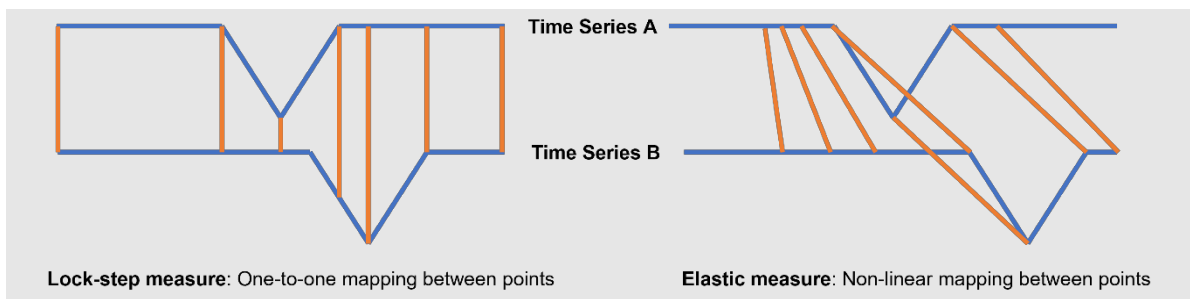 Time Series A
Time Series B
Lock-step measure: One-to-one mapping between points
Elastic measure: Non-linear mapping between points